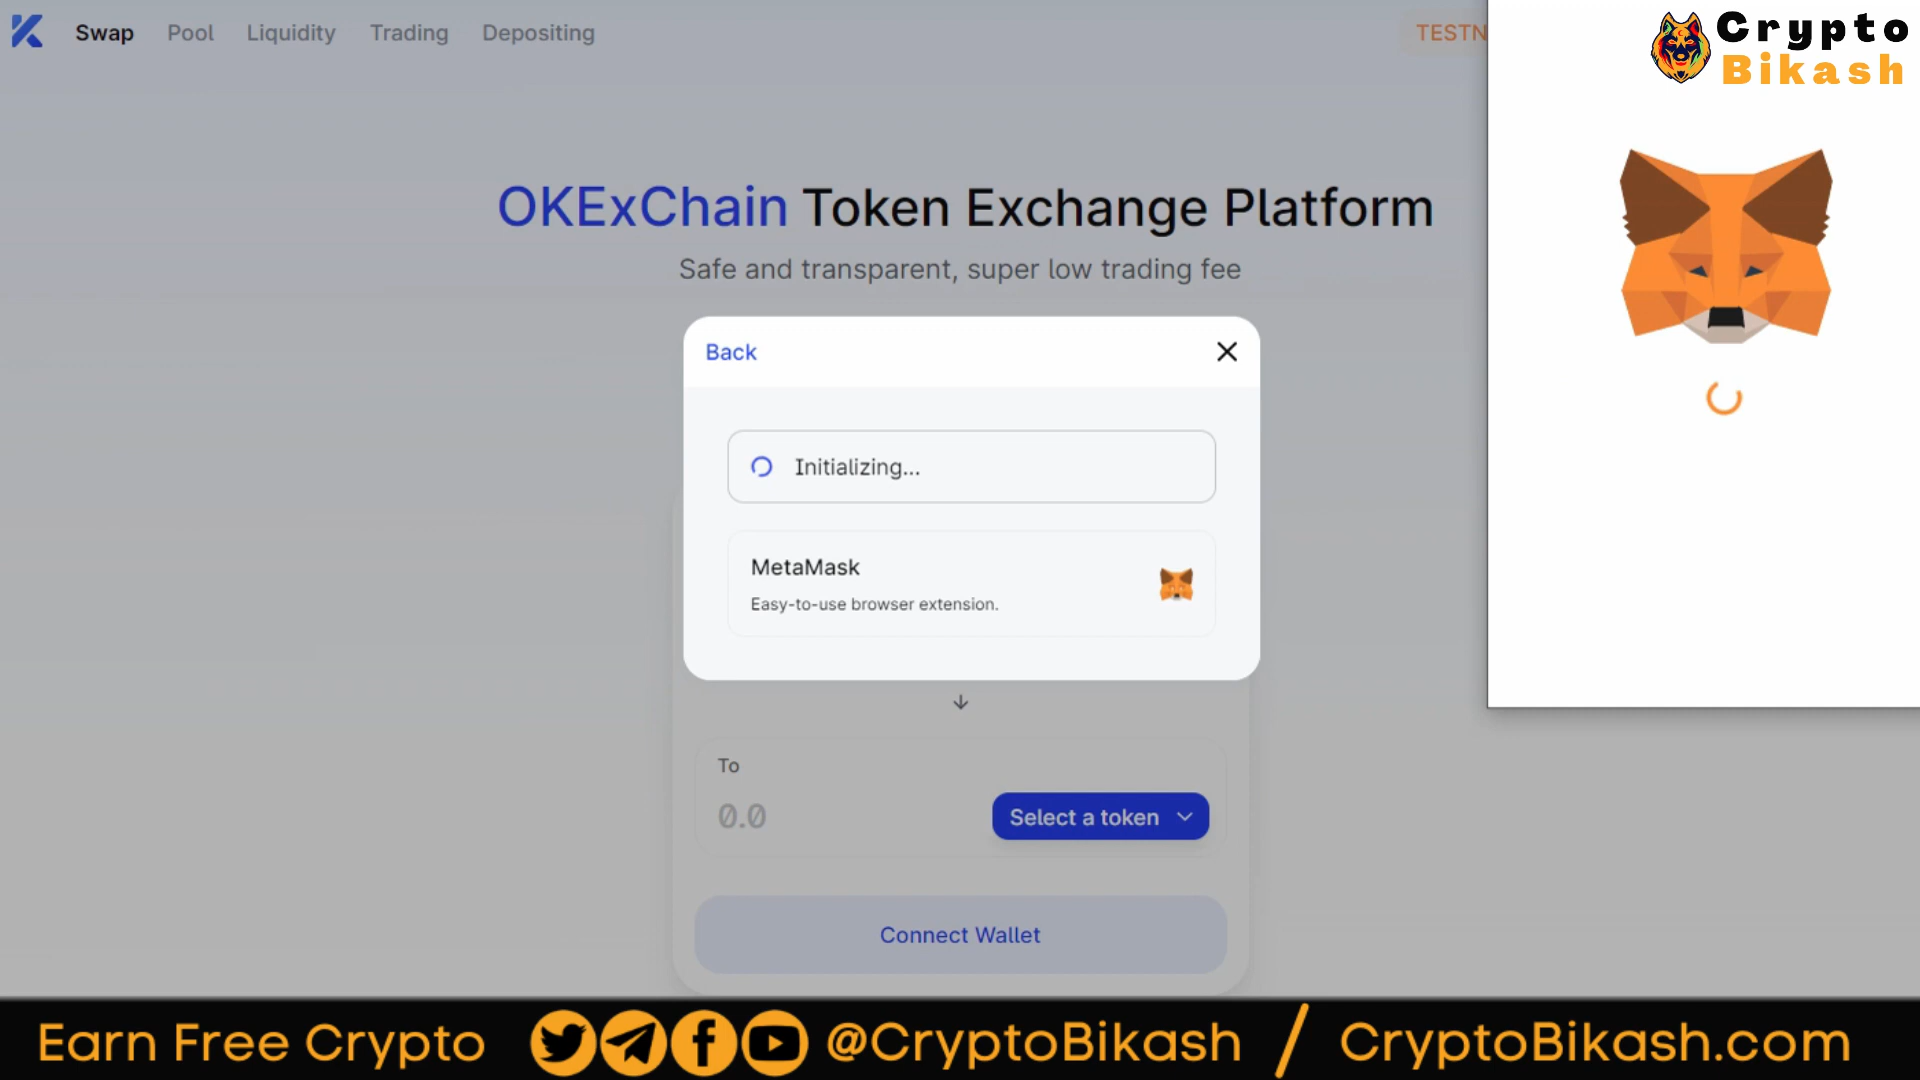 Swap Pool Liquidity Trading Depositing
TESTN
Crypto
Bikash
OKExChain Token Exchange Platform
Safe and transparent, super low trading fee
Back
Initializing...
MetaMask
Easy-to-use browser extension.
To
0.0
Select a token
Connect Wallet
Earn Free Crypto @CryptoBikash / CryptoBikash.com